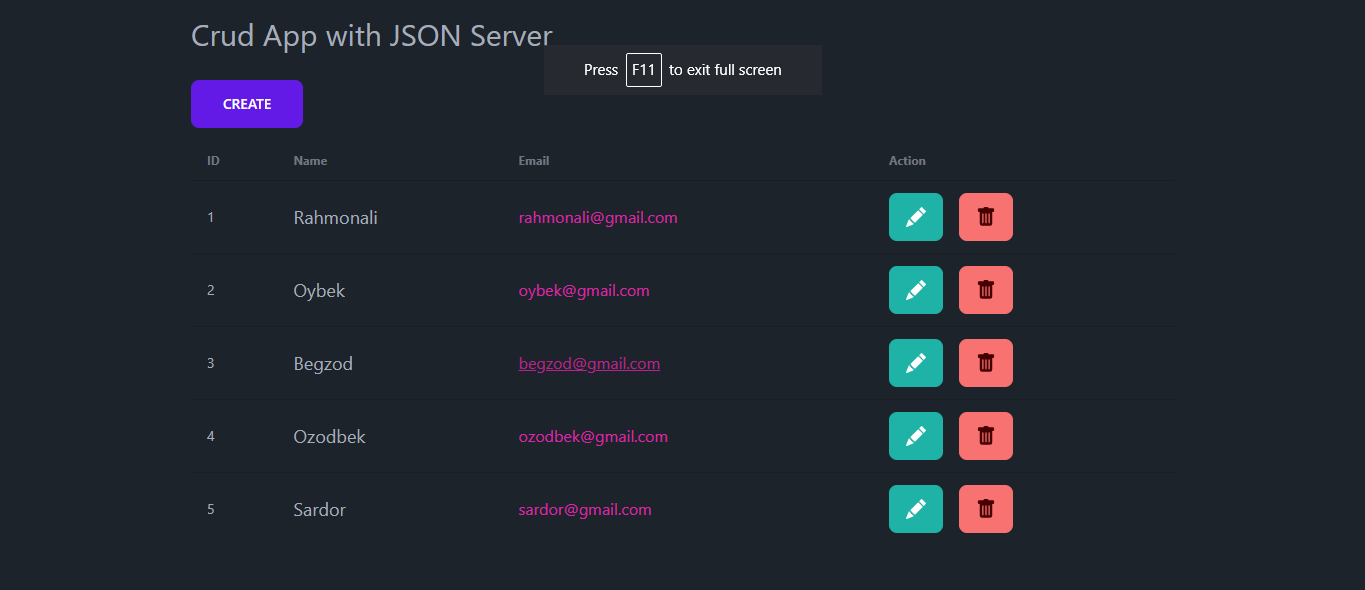 Crud App with JSON Server
Press F11 to exit full screen
CREATE
ID Name Email Action
1 Rahmonali rahmonali@gmail.com
2 Oybek oybek@gmail.com
3 Begzod begzod@gmail.com
4 Ozodbek ozodbek@gmail.com
5 Sardor sardor@gmail.com